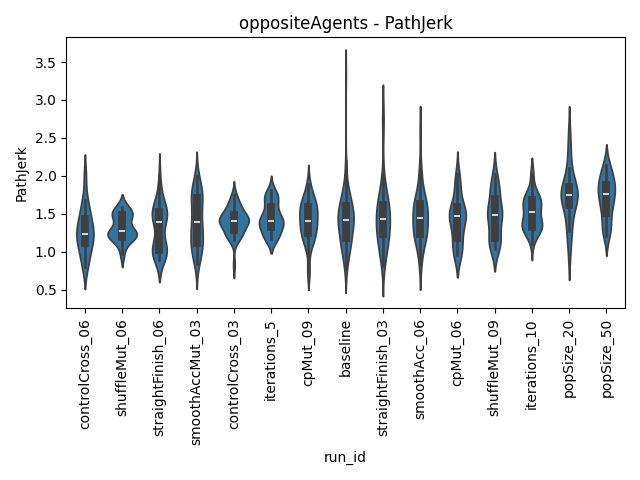 oppositeAgents - PathJerk
PathJerk
3.5
3.0
2.5
2.0
1.5
1.0
0.5
controlCross_06
shuffleMut_06
straightFinish_06
smoothAccMut_03
controlCross_03
iterations_5
cpMut_09
baseline
straightFinish_03
smoothAcc_06
cpMut_06
shuffleMut_09
iterations_10
popSize_20
popSize_50
run_id